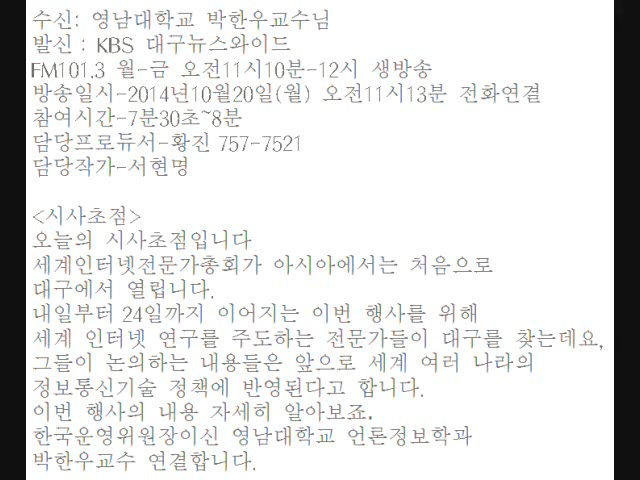 수신: 영남대학교 박한우교수님
발신 : KBS 대구뉴스와이드
FM101.3 월-금 오전11시10분-12시 생방송
방송일시-2014년10월20일(월) 오전11시13분 전화연결
참여시간-7분30초~8분
담당프로듀서-황진 757-7521
담당작가-서현명
<시사초점>
오늘의 시사초점입니다
세계인터넷전문가총회가 아시아에서는 처음으로
대구에서 열립니다.
내일부터 24일까지 이어지는 이번 행사를 위해
세계 인터넷 연구를 주도하는 전문가들이 대구를 찾는데요,
그들이 논의하는 내용들은 앞으로 세계 여러 나라의
정보통신기술 정책에 반영된다고 합니다.
이번 행사의 내용 자세히 알아보죠.
한국운영위원장이신 영남대학교 언론정보학과
박한우교수 연결합니다.